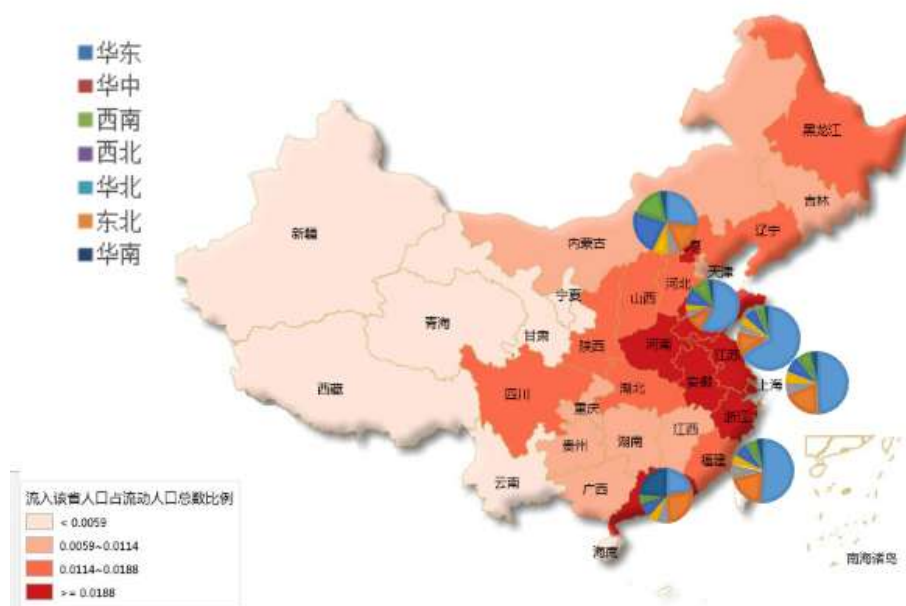 华东
华中
西南
西北
华北
东北
华南
黑龙江
吉林
辽宁
新疆
内蒙古
天津
河北
宁夏
山西
青海
甘肃
陕西
河南
江苏
西藏
四川
湖北
安徽
上海
重庆
浙江
贵州
湖南
江西
福建
云南
广西
海南
南海诸岛
流入该省人口占流动人口总数比例
< 0.0059
0.0059~0.0114
0.0114~0.0188
>= 0.0188